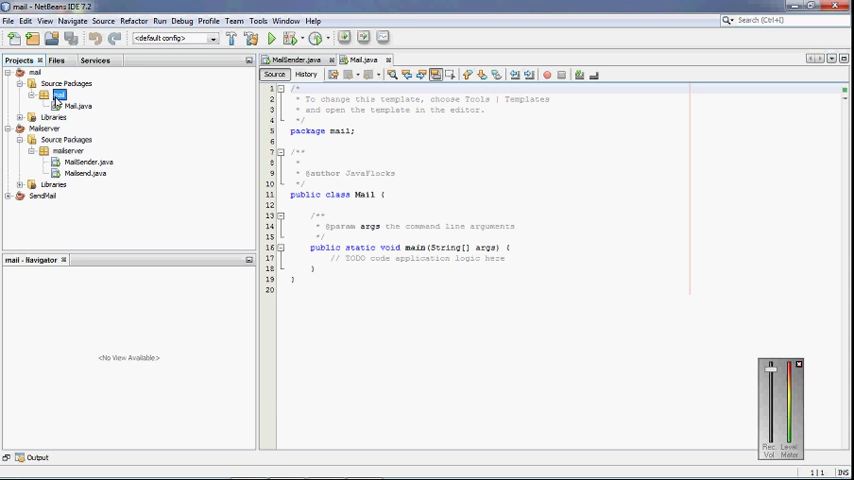 mail - NetBeans IDE 7.2
File Edit View Navigate Source Refactor Run Debug Profile Team Tools Window Help
Search (Ctrl+I)
<default config>
Projects Files Services
MailSender.java Mail.java
Source History
mail
Source Packages
mail
Mail.java
Libraries
Mailserver
Source Packages
mailserver
MailSender.java
Mailsend.java
Libraries
SendMail
mail - Navigator
<No View Available>
1 /*
2 * To change this template, choose Tools | Templates
3 * and open the template in the editor.
4 */
5 package mail;
6
7 /**
8 *
9 * @author JavaFlocks
10 */
11 public class Mail {
12
13 /**
14 * @param args the command line arguments
15 */
16 public static void main(String[] args) {
17 // TODO code application logic here
18 }
19 }
20
Rec Level
Vol Meter
Output
1 | 1 INS